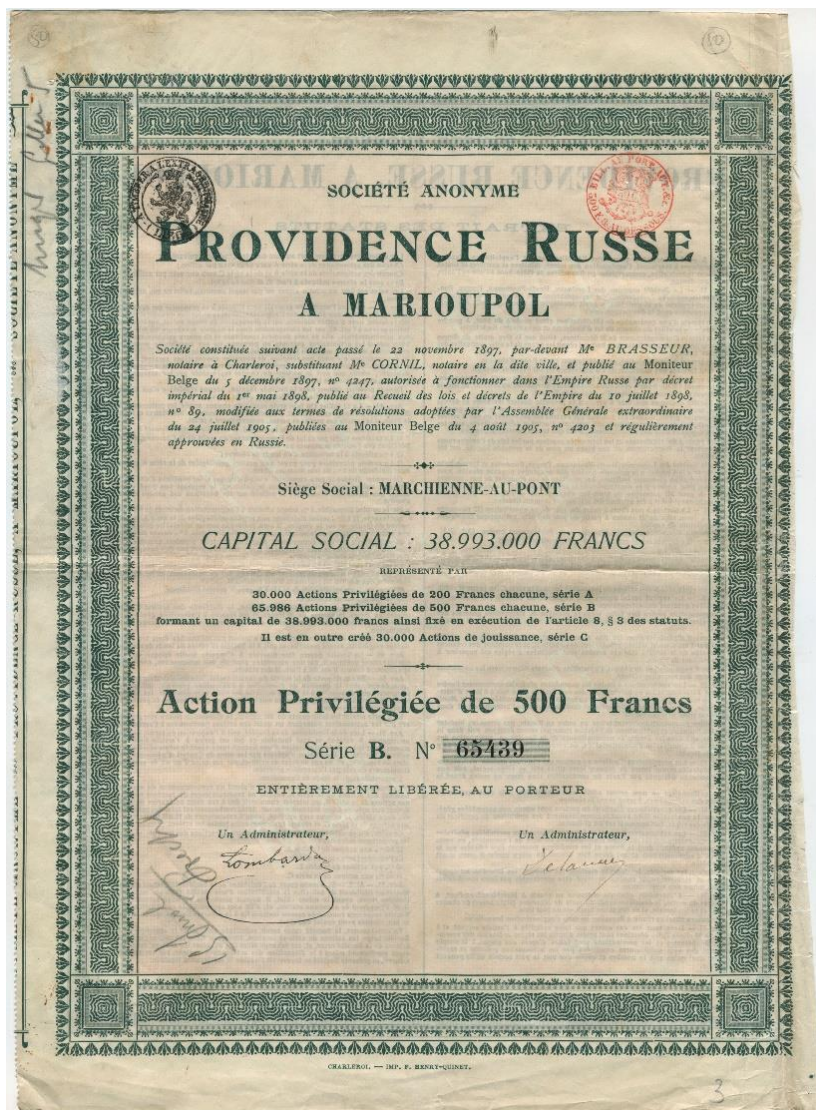 50
50
SOCIÉTÉ ANONYME
PROVIDENCE RUSSE
A MARIOUPOL
Société constituée suivant acte passé le 22 novembre 1897, par-devant Me BRASSEUR,
notaire à Charleroi, substituant Me CORNIL, notaire en la dite ville, et publié au Moniteur
Belge du 5 décembre 1897, no 4247, autorisée à fonctionner dans l'Empire Russe par décret
impérial du 1er mai 1898, publié au Recueil des lois et décrets de l'Empire du 10 juillet 1898,
no 89, modifiée aux termes de résolutions adoptées par l'Assemblée Générale extraordinaire
du 24 juillet 1905, publiées au Moniteur Belge du 4 août 1905, no 4203 et régulièrement
approuvées en Russie.
Siège Social : MARCHIENNE-AU-PONT
CAPITAL SOCIAL : 38.993.000 FRANCS
REPRÉSENTÉ PAR
30.000 Actions Privilégiées de 200 Francs chacune, série A
65.986 Actions Privilégiées de 500 Francs chacune, série B
formant un capital de 38.993.000 francs ainsi fixé en exécution de l'article 8, § 3 des statuts.
Il est en outre créé 30.000 Actions de jouissance, série C
Action Privilégiée de 500 Francs
Série B. No 65439
ENTIÈREMENT LIBÉRÉE, AU PORTEUR
Un Administrateur,
Un Administrateur,
CHARLEROI. — IMP. F. HENRY-QUINET.
3